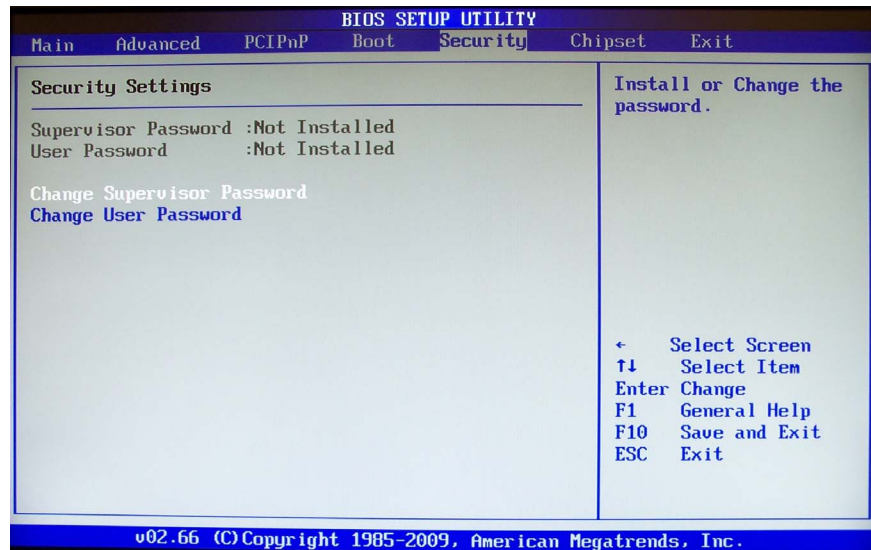 BIOS SETUP UTILITY
Main Advanced PCIPnP Boot Security Chipset Exit
Security Settings
Supervisor Password :Not Installed
User Password :Not Installed
Change Supervisor Password
Change User Password
Install or Change the
password.
← Select Screen
↑↓ Select Item
Enter Change
F1 General Help
F10 Save and Exit
ESC Exit
v02.66 (C)Copyright 1985-2009, American Megatrends, Inc.